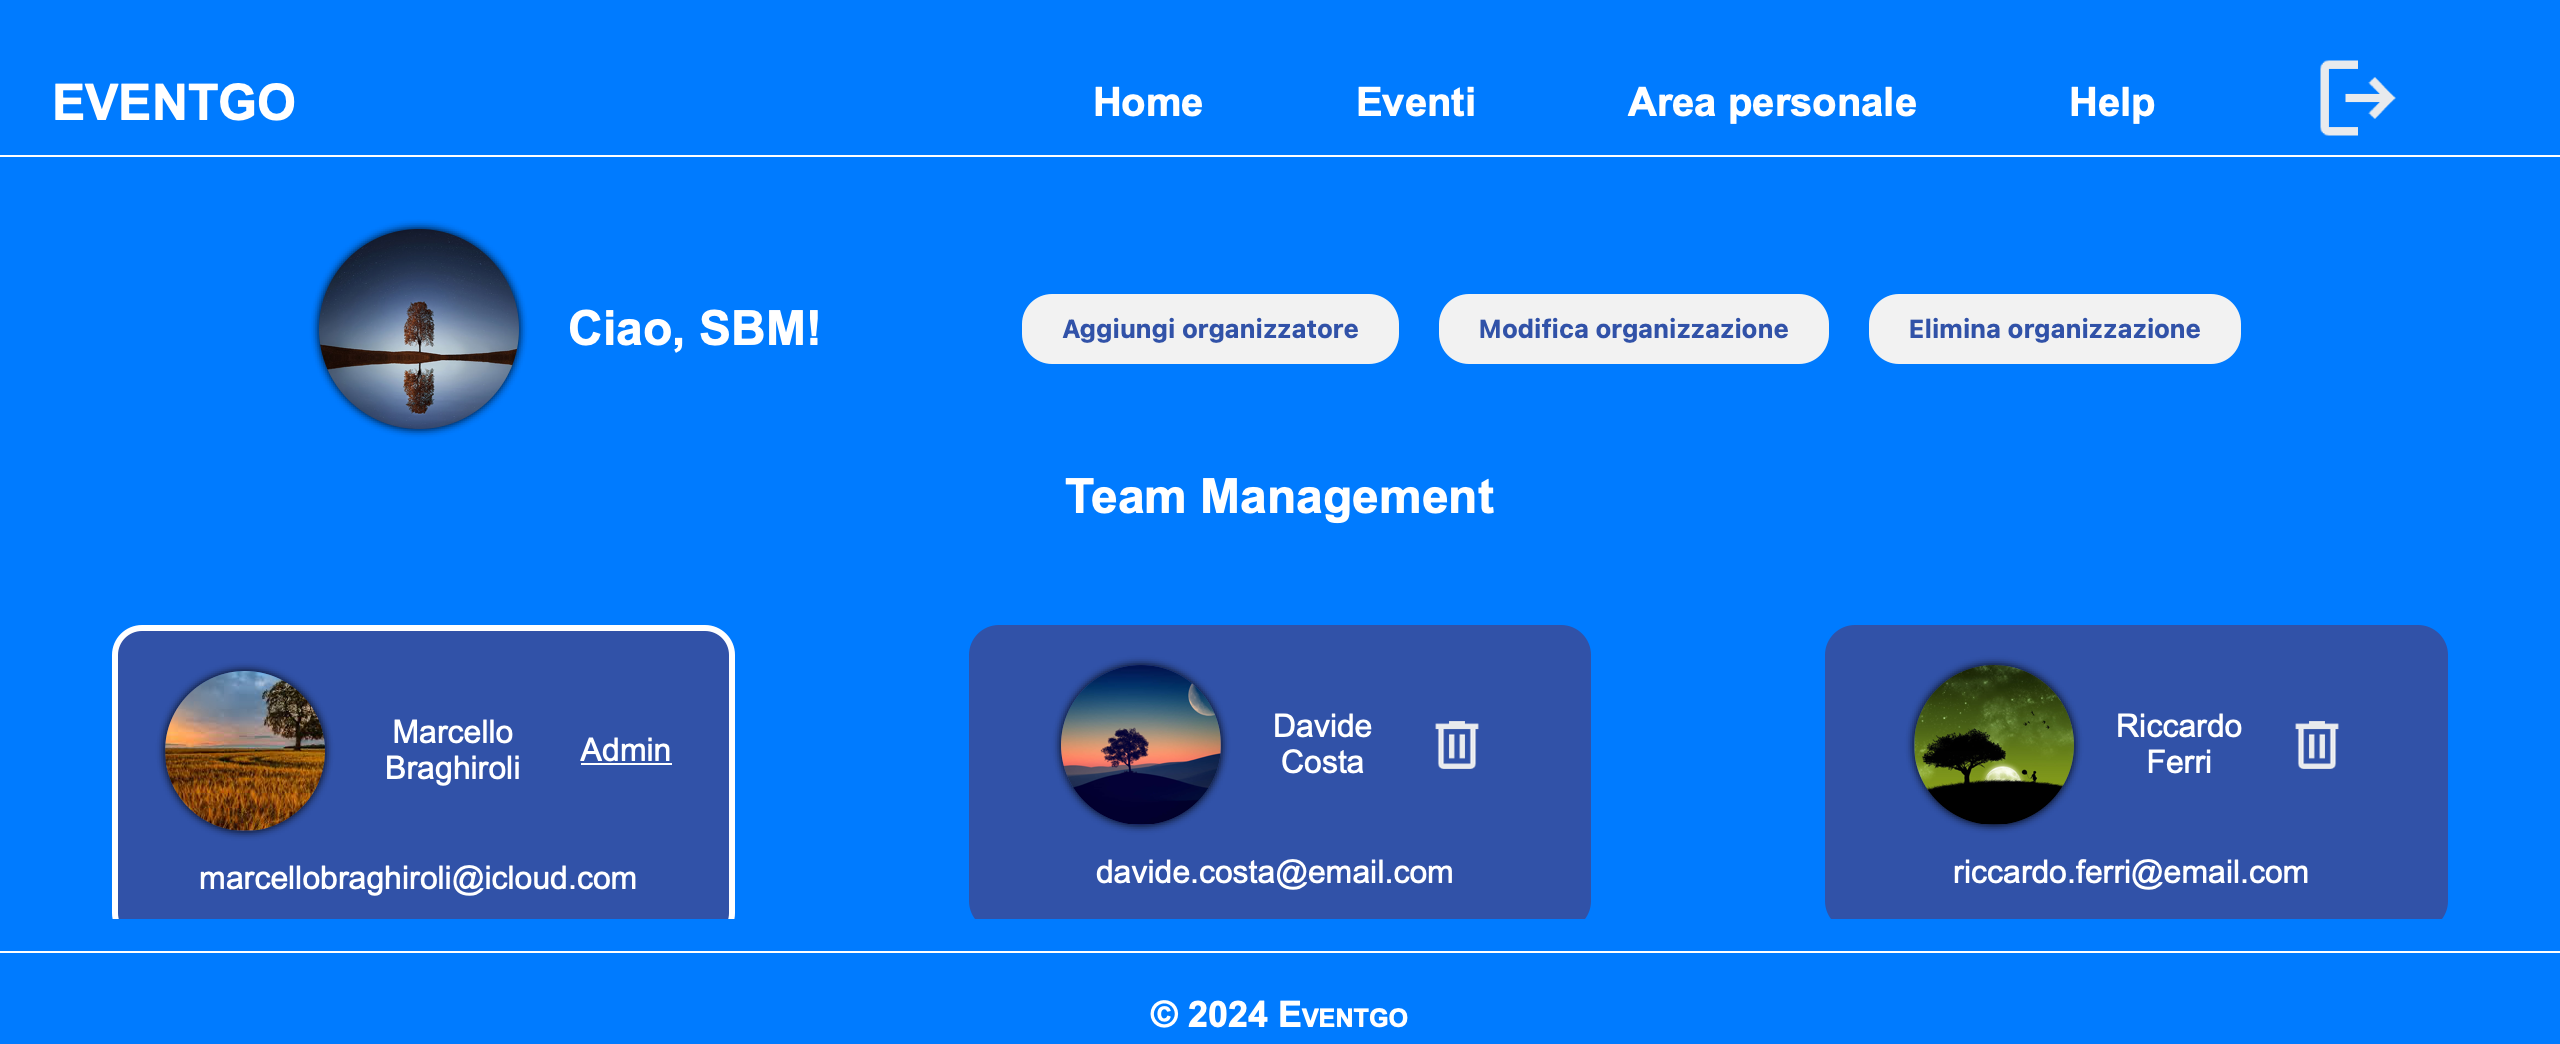 EVENTGO
Home
Eventi
Area personale
Help
Ciao, SBM!
Aggiungi organizzatore
Modifica organizzazione
Elimina organizzazione
Team Management
Marcello
Braghiroli
Admin
marcellobraghiroli@icloud.com
Davide
Costa
davide.costa@email.com
Riccardo
Ferri
riccardo.ferri@email.com
© 2024 EVENTGO